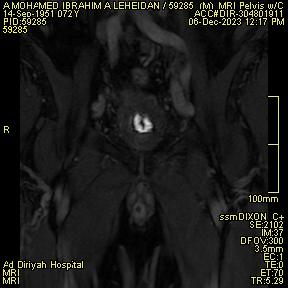 A MOHAMED IBRAHIM A LEHEIDAN / 59285 (M) MRI Pelvis w/C
14-Sep-1951 072Y
ACC#DIR-304801911
PID:59285
06-Dec-2023 12:17 PM
59285
R
100mm
ssmDIXON C+
SE:2102
IM:37
DFOV:300
3.5mm
EC:1
Ad Diriyah Hospital
TE:0
MRI
ET:70
MRI
TR:5.29